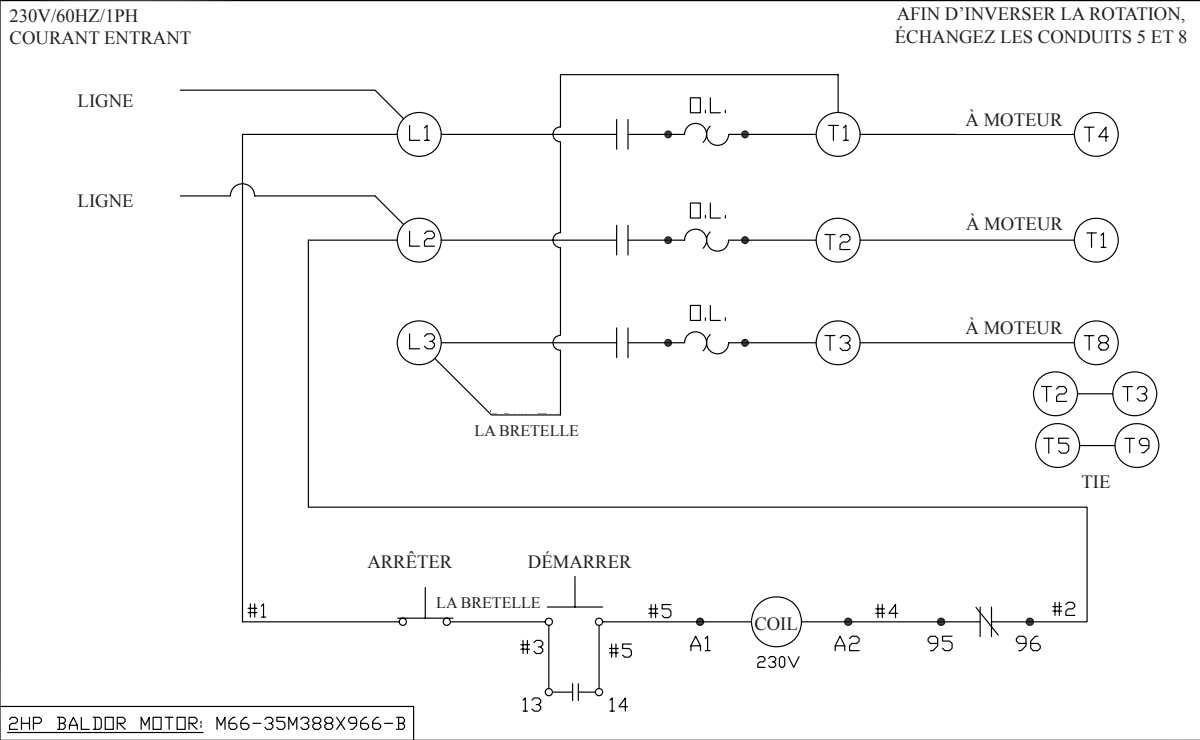 230V/60HZ/1PH
COURANT ENTRANT
AFIN D'INVERSER LA ROTATION,
ÉCHANGEZ LES CONDUITS 5 ET 8
LIGNE
L1
O.L.
T1
À MOTEUR
T4
LIGNE
L2
O.L.
T2
À MOTEUR
T1
L3
O.L.
T3
À MOTEUR
T8
LA BRETELLE
T2
T3
T5
T9
TIE
#1
ARRÊTER
LA BRETELLE
DÉMARRER
#3
#5
13
14
#5
A1
COIL
230V
A2
#4
95
96
#2
2HP BALDOR MOTOR: M66-35M388X966-B